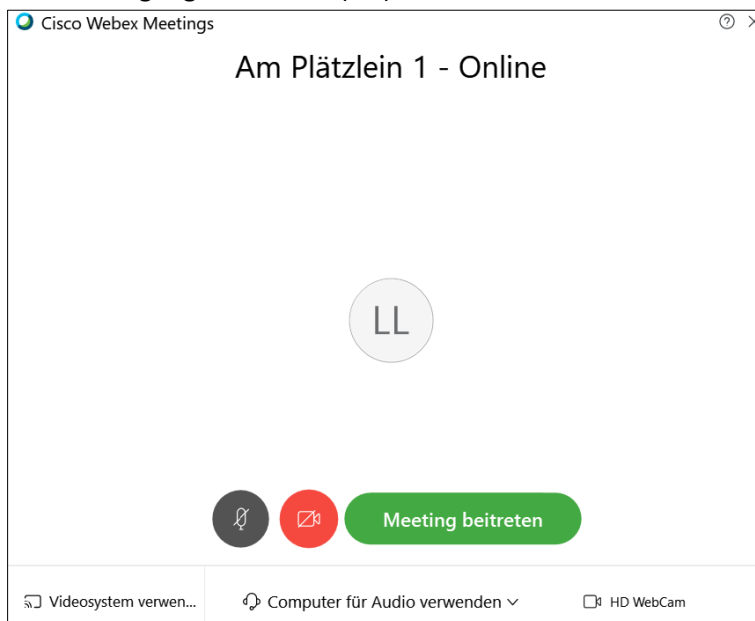 Cisco Webex Meetings
Am Plätzlein 1 - Online
LL
Meeting beitreten
Videosystem verwen...
Computer für Audio verwenden
HD WebCam